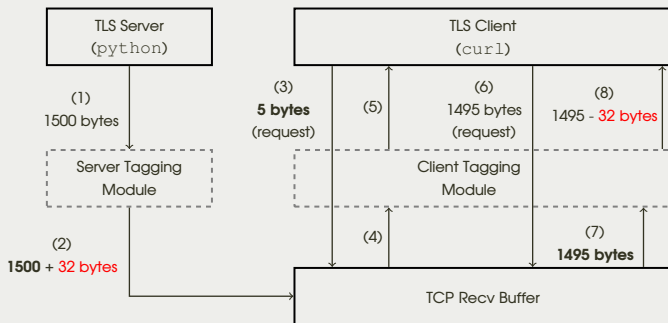 TLS Server
(python)
TLS Client
(curl)
(1)
1500 bytes
(3)
5 bytes
(request)
(5)
(6)
1495 bytes
(request)
(8)
1495 - 32 bytes
Server Tagging
Module
Client Tagging
Module
(2)
1500 + 32 bytes
(4)
(7)
1495 bytes
TCP Recv Buffer